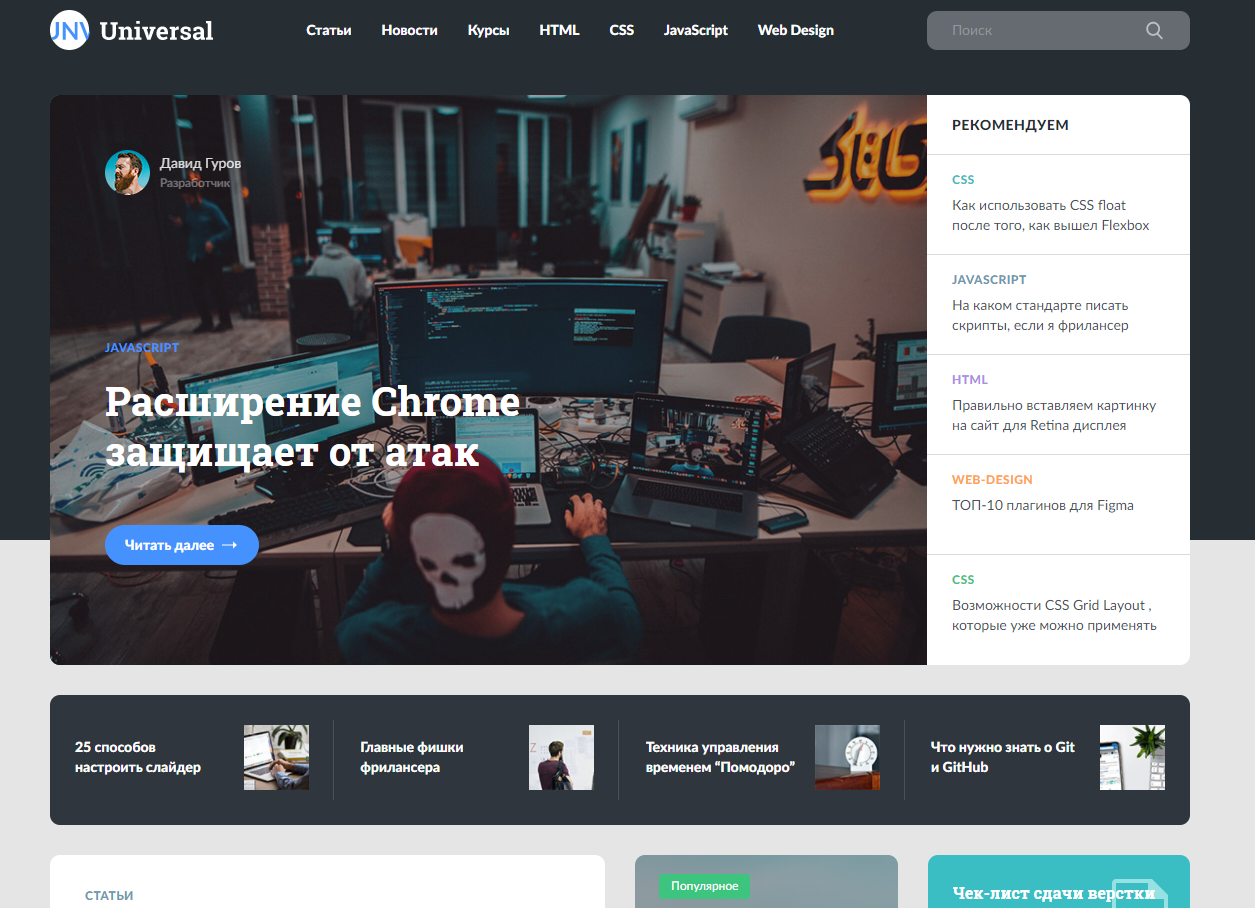 UNV Universal
Статьи Новости Курсы HTML CSS JavaScript Web Design
Поиск
Давид Гуров
Разработчик
JAVASCRIPT
Расширение Chrome
защищает от атак
Читать далее →
РЕКОМЕНДУЕМ
CSS
Как использовать CSS float
после того, как вышел Flexbox
JAVASCRIPT
На каком стандарте писать
скрипты, если я фрилансер
HTML
Правильно вставляем картинку
на сайт для Retina дисплея
WEB-DESIGN
ТОП-10 плагинов для Figma
CSS
Возможности CSS Grid Layout ,
которые уже можно применять
25 способов
настроить слайдер
Главные фишки
фрилансера
Техника управления
временем “Помодоро”
Что нужно знать о Git
и GitHub
СТАТЬИ
Популярное
Чек-лист сдачи верстки